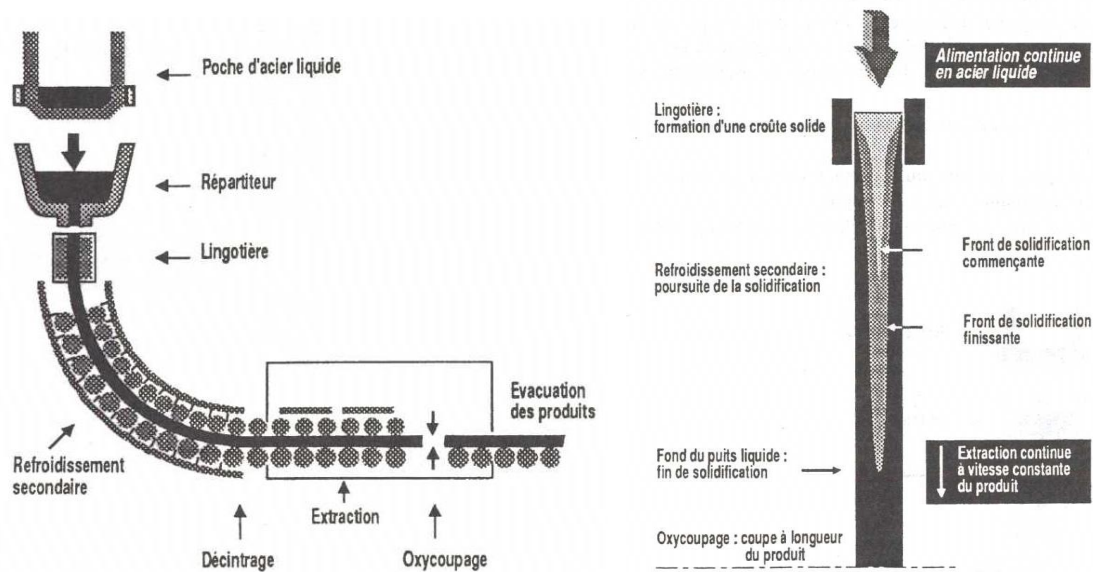 Poche d'acier liquide
Répartiteur
Lingotière
Refroidissement
secondaire
Décintrage
Extraction
Oxycoupage
Evacuation
des produits
Alimentation continue
en acier liquide
Lingotière :
formation d'une croûte solide
Front de solidification
commençante
Refroidissement secondaire :
poursuite de la solidification
Front de solidification
finissante
Fond du puits liquide :
fin de solidification
Extraction continue
à vitesse constante
du produit
Oxycoupage : coupe à longueur
du produit